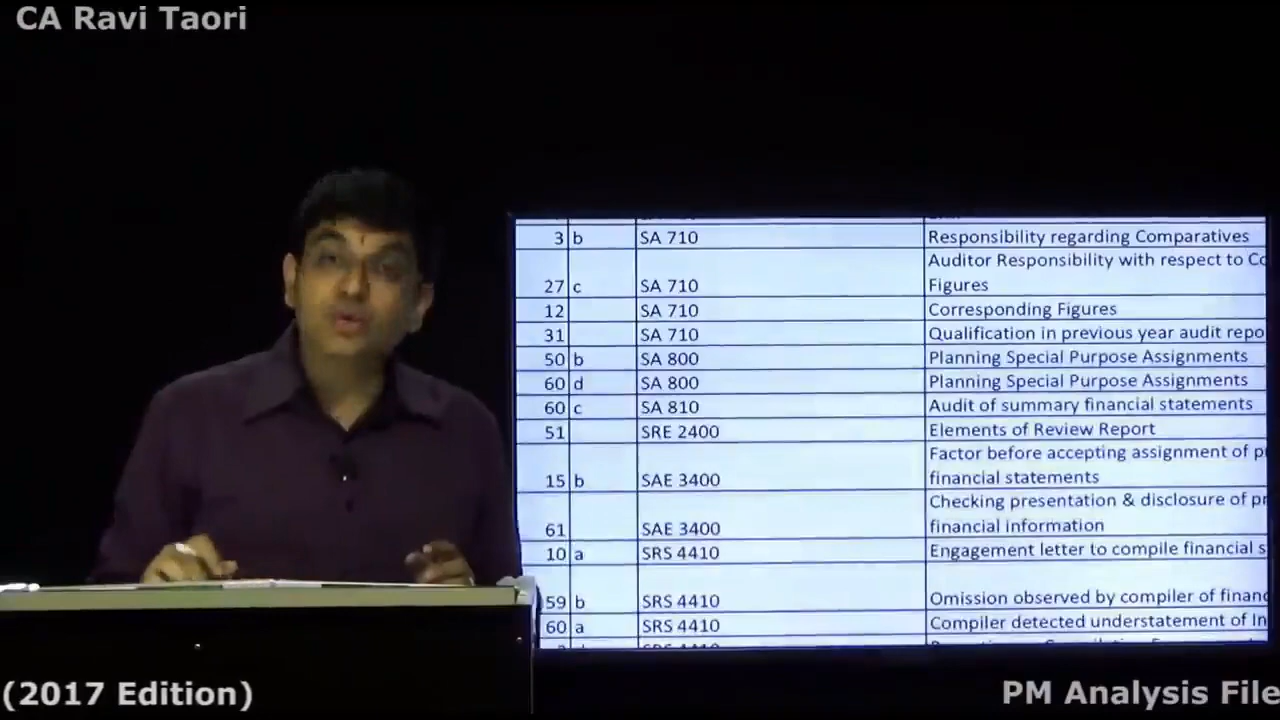 CA Ravi Taori
3 b SA 710 Responsibility regarding Comparatives
Auditor Responsibility with respect to
27 c SA 710 Figures
12 SA 710 Corresponding Figures
31 SA 710 Qualification in previous year audit repo
50 b SA 800 Planning Special Purpose Assignments
60 d SA 800 Planning Special Purpose Assignments
60 c SA 810 Audit of summary financial statements
51 SRE 2400 Elements of Review Report
Factor before accepting assignment of
15 b SAE 3400 financial statements
Checking presentation & disclosure of
61 SAE 3400 financial information
10 a SRS 4410 Engagement letter to compile financial s
59 b SRS 4410 Omission observed by compiler of finan
60 a SRS 4410 Compiler detected understatement of In
(2017 Edition)
PM Analysis File